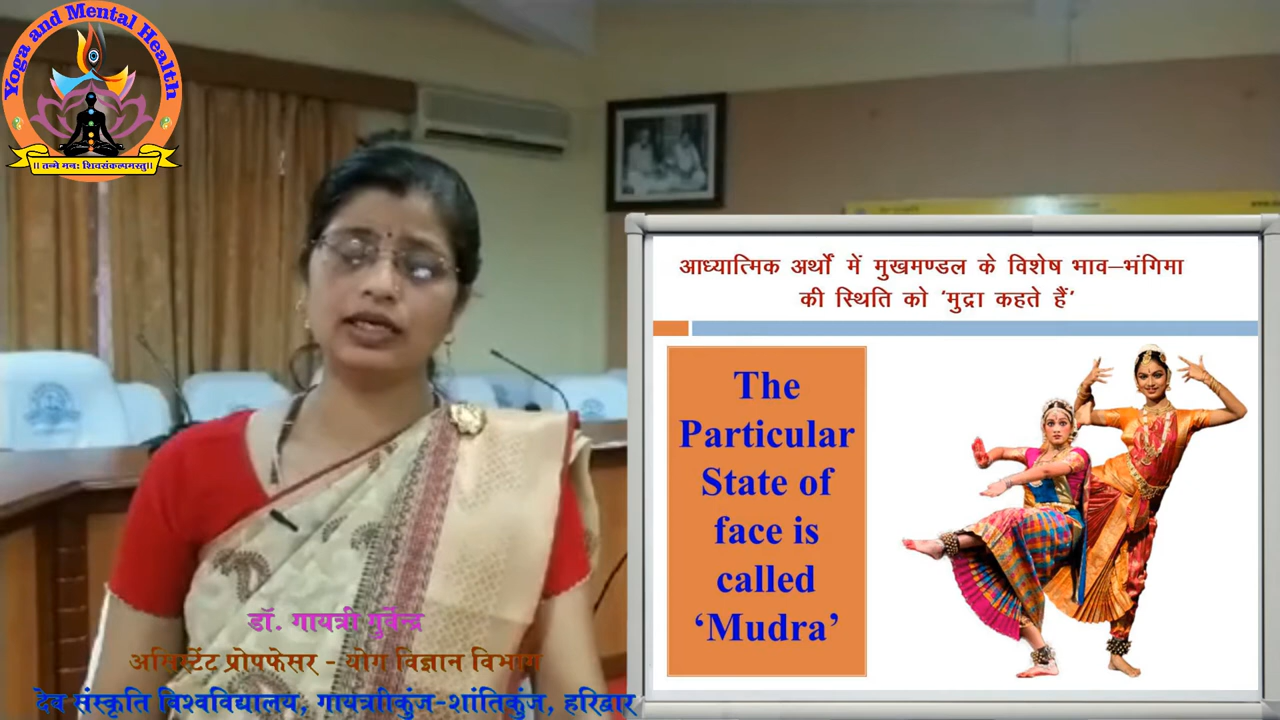 Yoga and Mental Health
।। तन्मे मनः शिवसंकल्पमस्तु।।
आध्यात्मिक अर्थों में मुखमण्डल के विशेष भाव–भंगिमा
की स्थिति को 'मुद्रा कहते हैं'
The
Particular
State of
face is
called
‘Mudra’
डॉ. गायत्री गुर्वेन्द्र
असिस्टेंट प्रोपफेसर - योग विज्ञान विभाग
देव संस्कृति विश्वविद्यालय, गायत्राीकुंज-शांतिकुंज, हरिद्वार